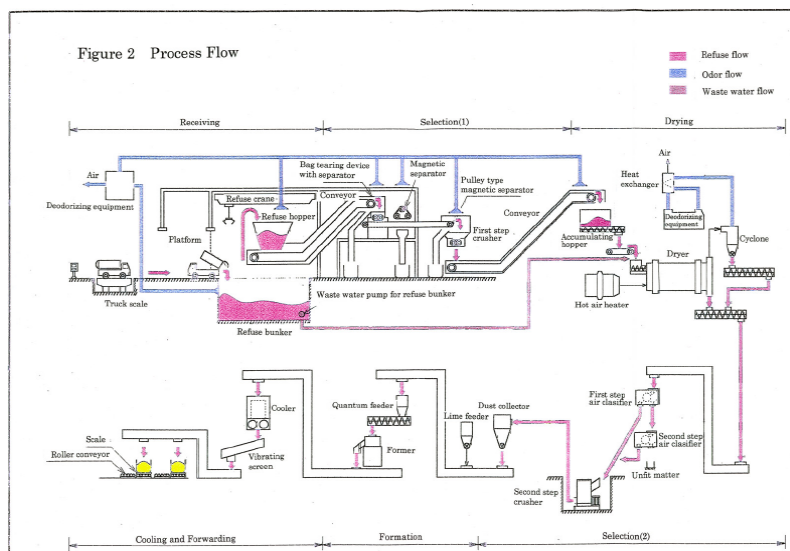 Figure 2 Process Flow
Refuse flow
Odor flow
Waste water flow
Receiving
Selection(1)
Drying
Air
Deodorizing equipment
Refuse crane
Refuse hopper
Platform
Truck scale
Refuse bunker
Waste water pump for refuse bunker
Bag tearing device
with separator
Conveyor
Magnetic
separator
Pulley type
magnetic separator
First step
crusher
Conveyor
Accumulating
hopper
Air
Heat
exchanger
Deodorizing
equipment
Cyclone
Dryer
Hot air heater
Cooler
Scale
Roller conveyor
Vibrating
screen
Quantum feeder
Former
Lime feeder
Dust collector
First step
air clasifier
Second step
air clasifier
Unfit matter
Second step
crusher
Cooling and Forwarding
Formation
Selection(2)